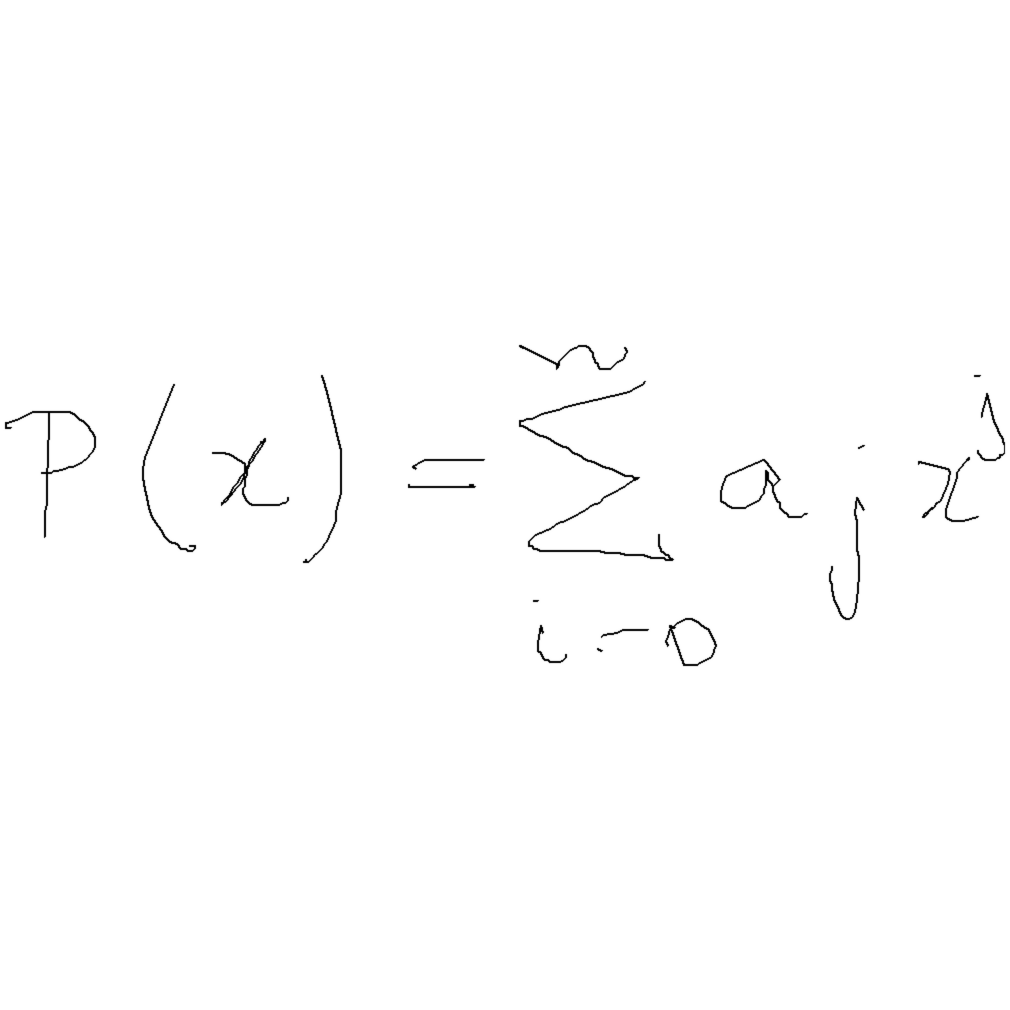 P(x) = \sum_{i=0}^{n} a_j x^j